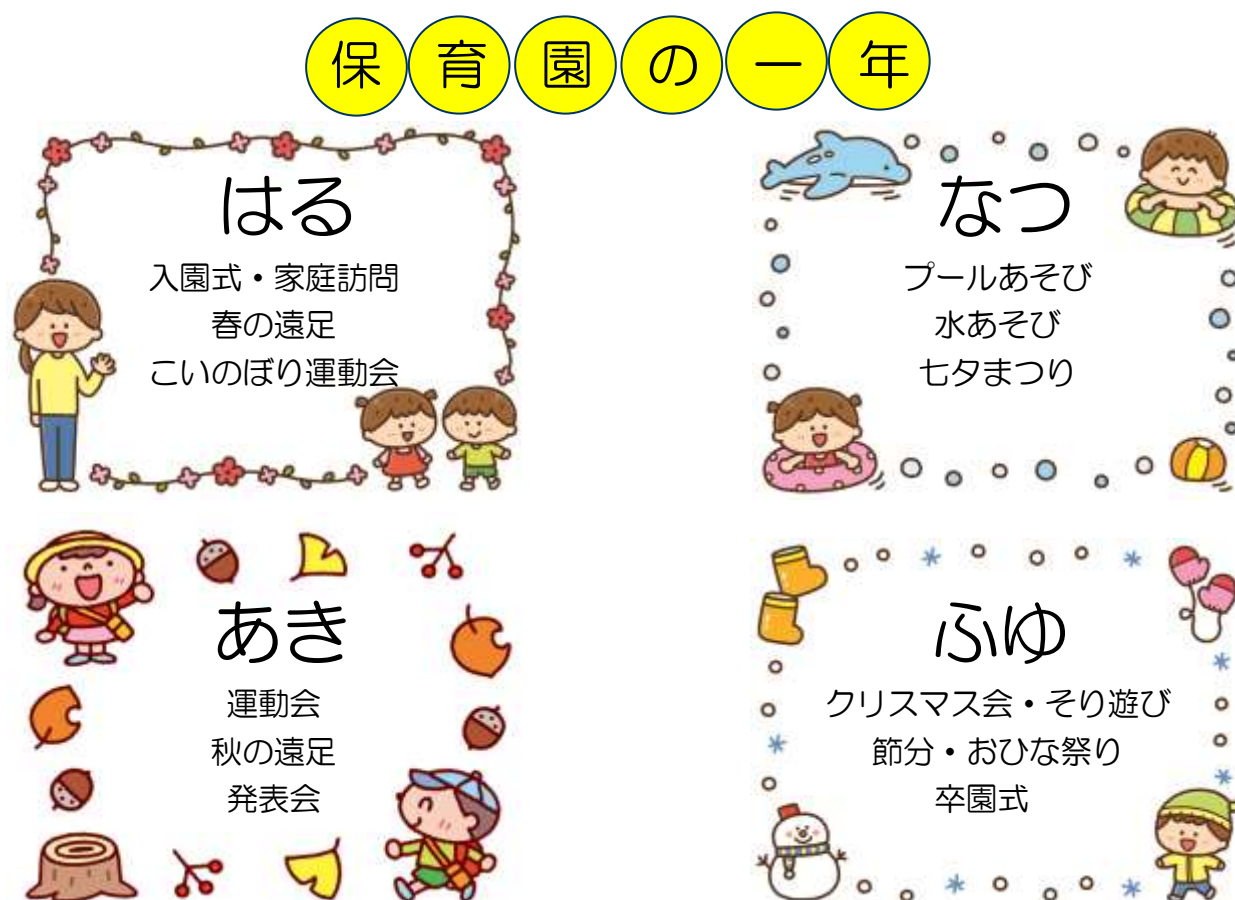 保育園の一年
はる
入園式・家庭訪問
春の遠足
こいのぼり運動会
なつ
プールあそび
水あそび
七夕まつり
あき
運動会
秋の遠足
発表会
ふゆ
クリスマス会・そり遊び
節分・おひな祭り
卒園式